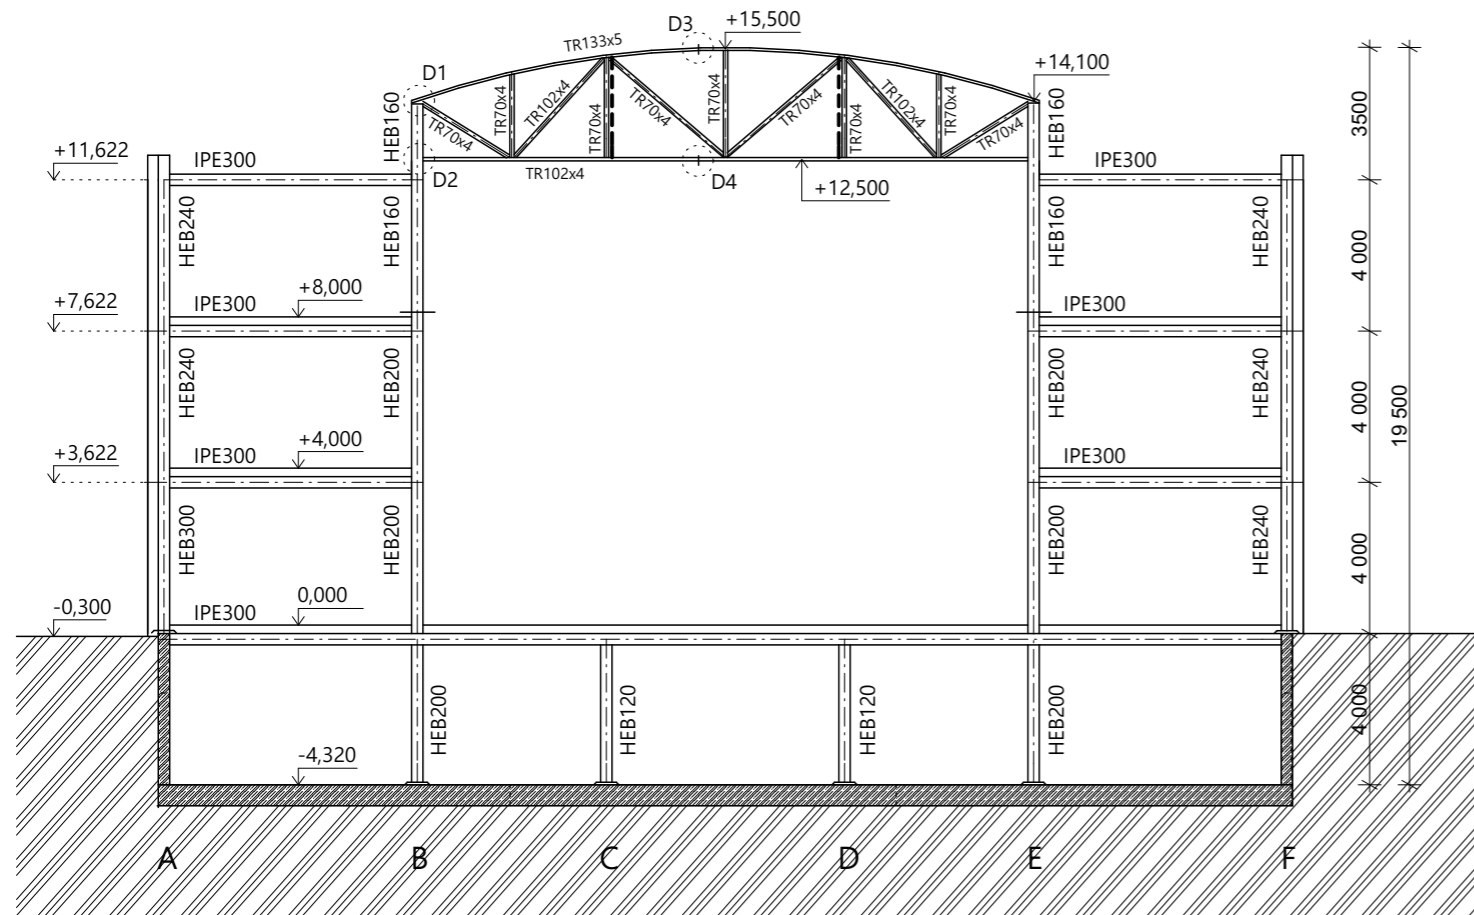 D3
+15,500
TR133x5
D1
+14,100
HEB160
TR70x4
TR70x4
TR102x4
TR70x4
TR70x4
TR70x4
TR70x4
TR70x4
TR102x4
TR70x4
TR70x4
HEB160
3500
+11,622
IPE300
D2
TR102x4
D4
+12,500
IPE300
HEB240
HEB160
HEB160
HEB240
4 000
+7,622
IPE300
+8,000
IPE300
HEB240
HEB200
HEB200
HEB240
4 000
19 500
+3,622
IPE300
+4,000
IPE300
HEB300
HEB200
HEB200
HEB240
4 000
-0,300
IPE300
0,000
HEB200
HEB120
HEB120
HEB200
4 000
-4,320
A
B
C
D
E
F